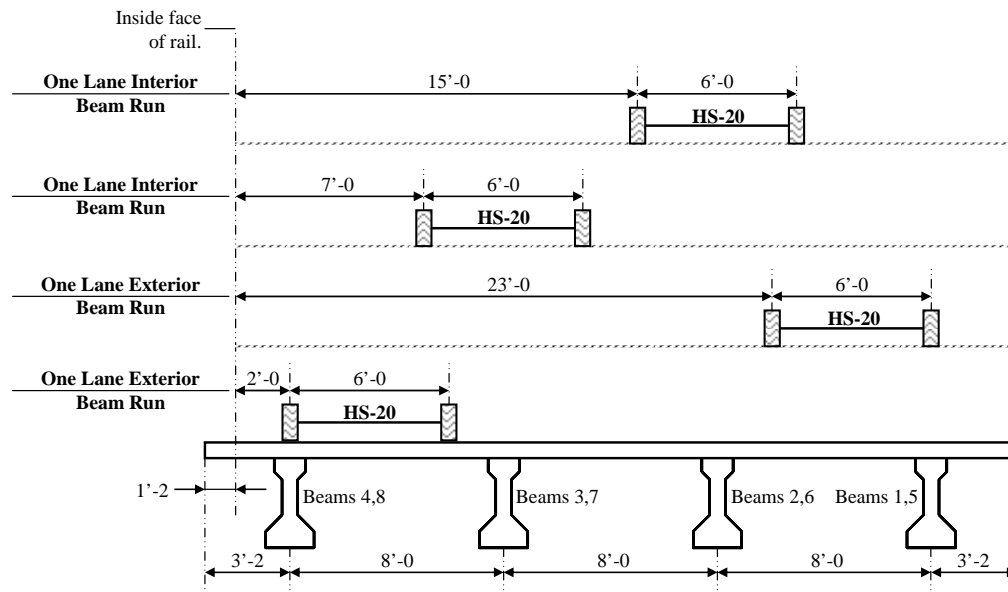 Inside face
of rail.
One Lane Interior
Beam Run
15’-0
6’-0
HS-20
One Lane Interior
Beam Run
7’-0
6’-0
HS-20
One Lane Exterior
Beam Run
23’-0
6’-0
HS-20
One Lane Exterior
Beam Run
2’-0
6’-0
HS-20
1’-2
Beams 4,8
Beams 3,7
Beams 2,6
Beams 1,5
3’-2
8’-0
8’-0
8’-0
3’-2